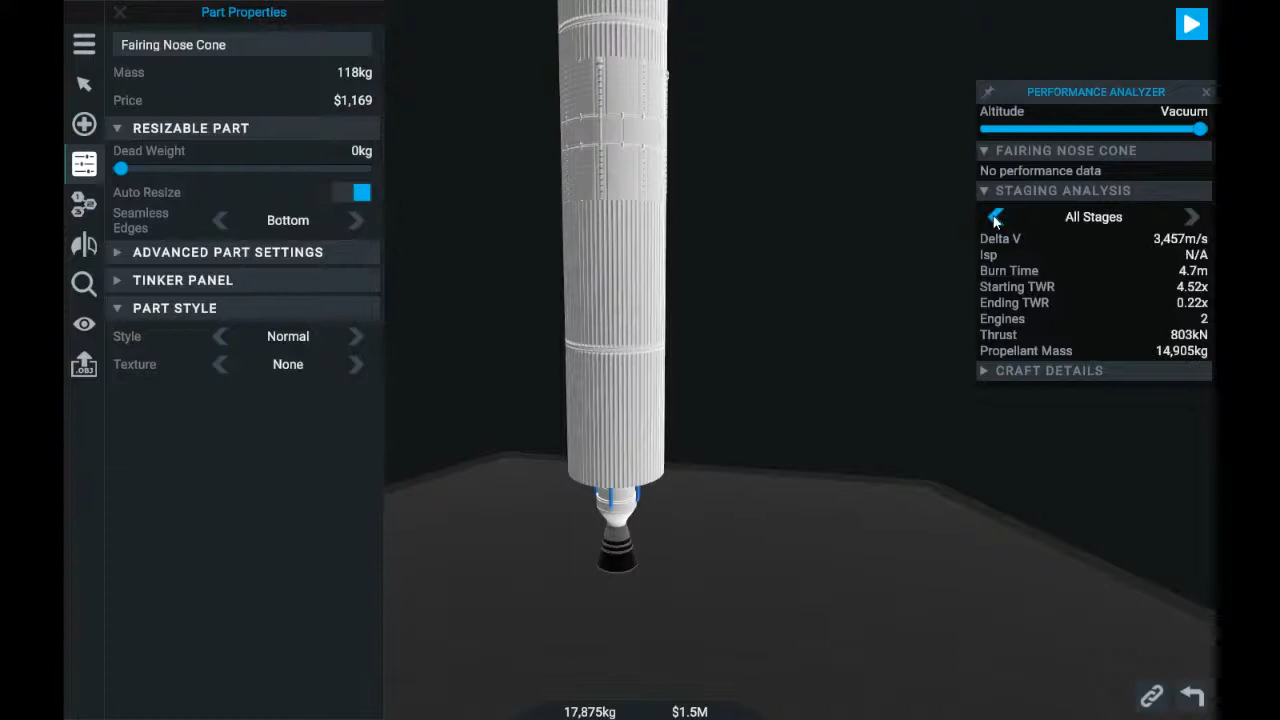 Part Properties
Fairing Nose Cone
Mass 118kg
Price $1,169
RESIZABLE PART
Dead Weight 0kg
Auto Resize
Seamless Edges Bottom
ADVANCED PART SETTINGS
TINKER PANEL
PART STYLE
Style Normal
Texture None
.OBJ
PERFORMANCE ANALYZER
Altitude Vacuum
FAIRING NOSE CONE
No performance data
STAGING ANALYSIS
All Stages
Delta V 3,457m/s
Isp N/A
Burn Time 4.7m
Starting TWR 4.52x
Ending TWR 0.22x
Engines 2
Thrust 803kN
Propellant Mass 14,905kg
CRAFT DETAILS
17,875kg $1.5M